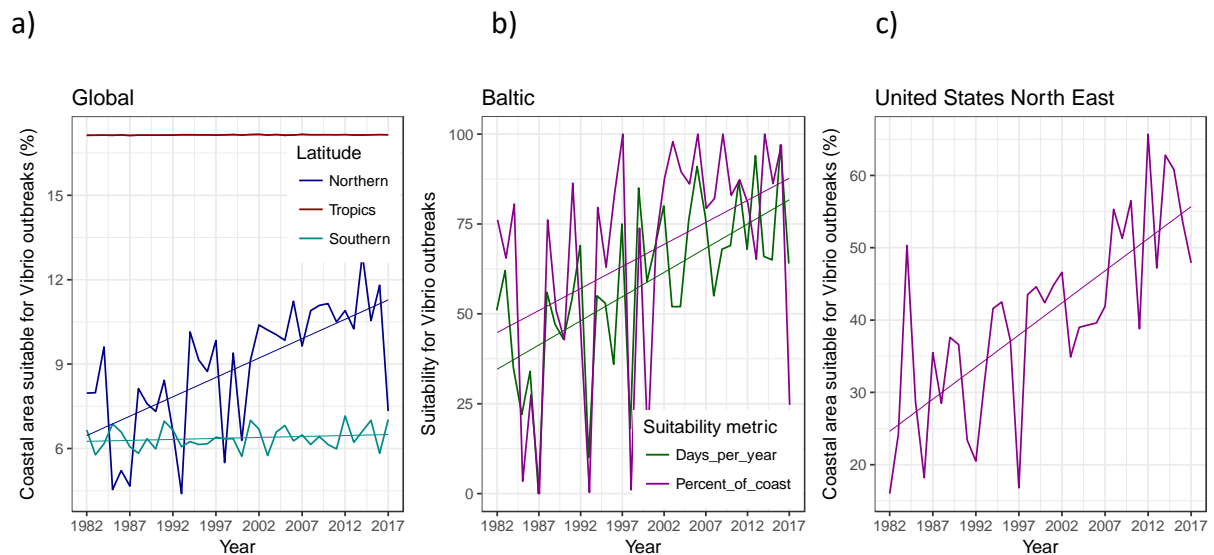 a)
b)
c)
Global
Coastal area suitable for Vibrio outbreaks (%)
15
12
9
6
Latitude
Northern
Tropics
Southern
1982 1987 1992 1997 2002 2007 2012 2017
Year
Baltic
Suitability for Vibrio outbreaks
100
75
50
25
0
Suitability metric
Days_per_year
Percent_of_coast
1982 1987 1992 1997 2002 2007 2012 2017
Year
United States North East
Coastal area suitable for Vibrio outbreaks (%)
60
50
40
30
20
1982 1987 1992 1997 2002 2007 2012 2017
Year